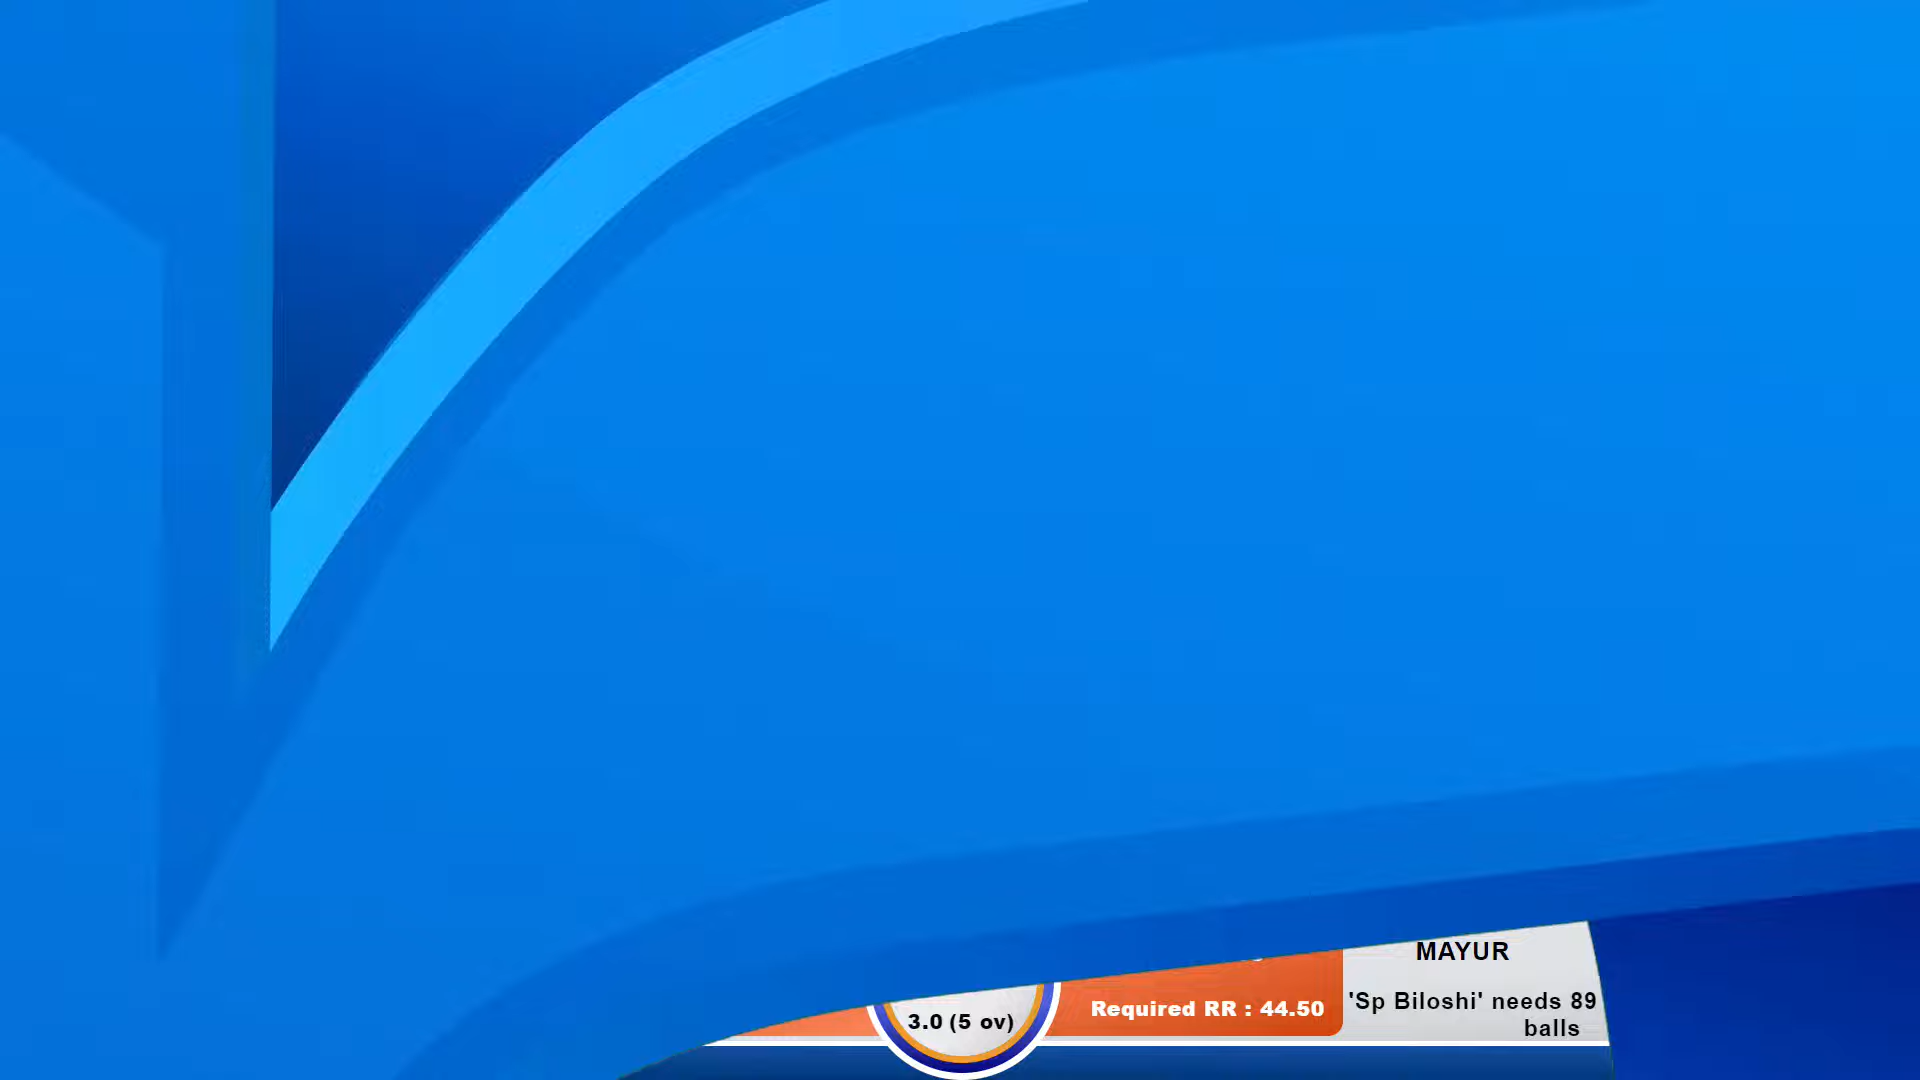 MAYUR
3.0 (5 ov)
Required RR : 44.50
'Sp Biloshi' needs 89
balls